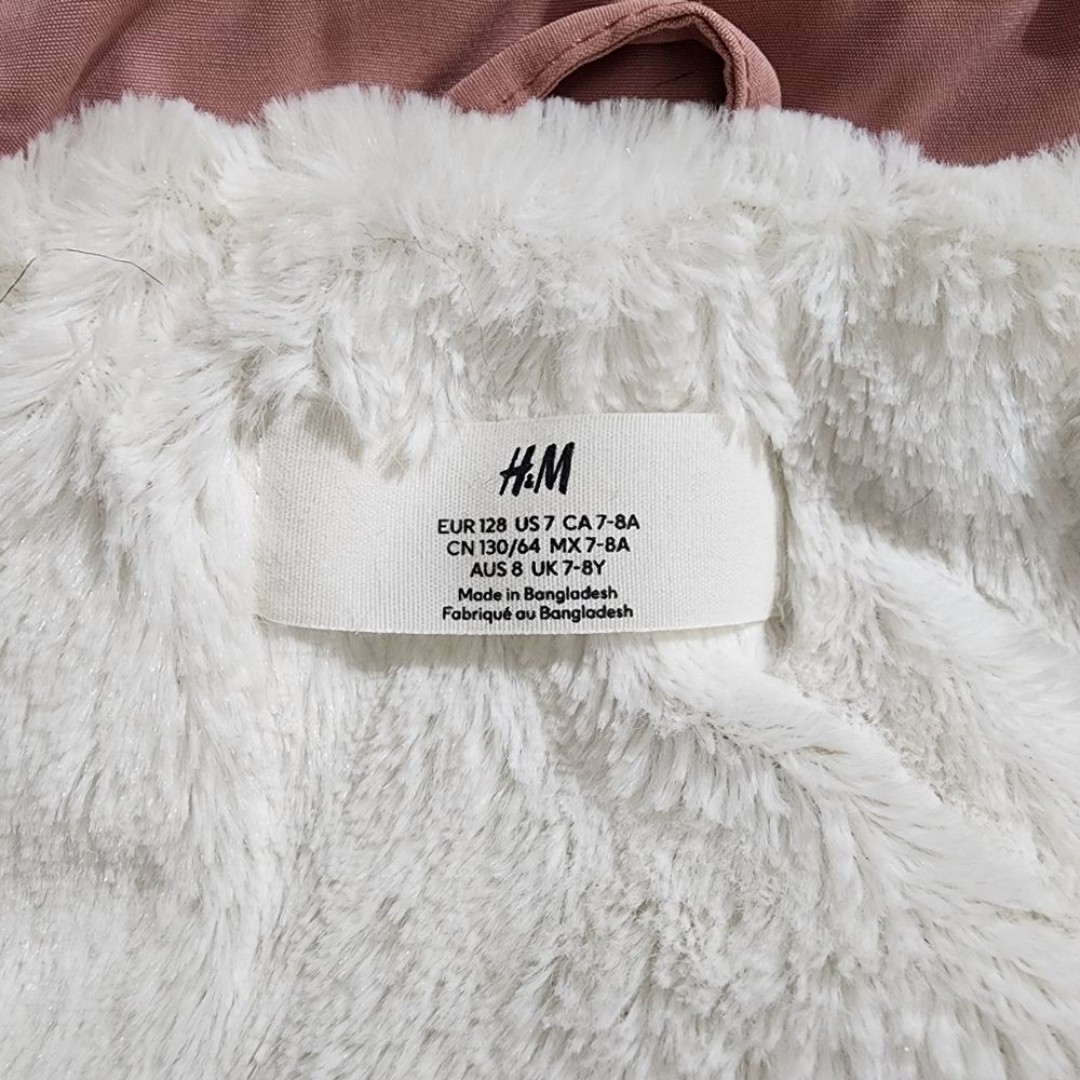 H&M
EUR 128 US 7 CA 7-8A
CN 130/64 MX 7-8A
AUS 8 UK 7-8Y
Made in Bangladesh
Fabriqué au Bangladesh